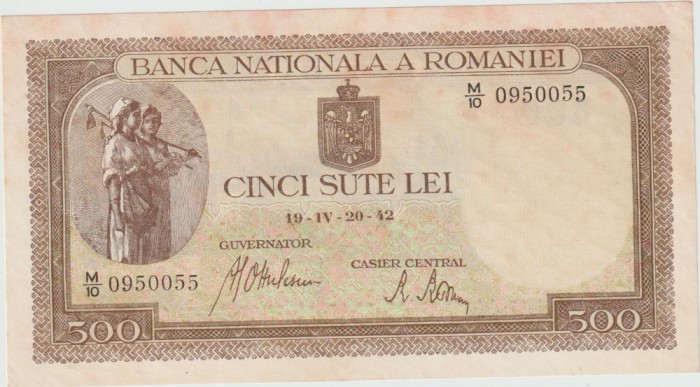 BANCA NATIONALA A ROMANIEI
M/10 0950055
CINCI SUTE LEI
19-IV-20-42
GUVERNATOR
CASIER CENTRAL
M/10 0950055
500
500